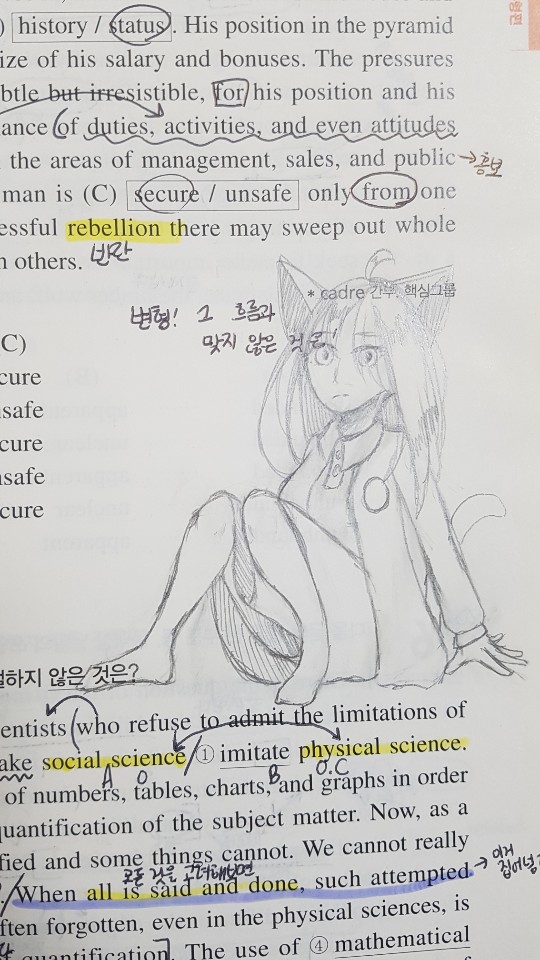 형편
history / status . His position in the pyramid
ize of his salary and bonuses. The pressures
btle but irresistible, for his position and his
ance of duties, activities, and even attitudes
the areas of management, sales, and public → 홍보
man is (C) secure / unsafe only from one
essful rebellion there may sweep out whole
n others. 반란
* cadre 간부, 핵심그룹
변형! 그 흐름과
맞지 않은 것은!
C)
cure
nsafe
cure
nsafe
cure
절하지 않은 것은?
entists who refuse to admit the limitations of
ake social science ① imitate physical science.
A O B O.C
of numbers, tables, charts, and graphs in order
quantification of the subject matter. Now, as a
fied and some things cannot. We cannot really
모든 것을 고려해보면
When all is said and done, such attempted → 이거
ften forgotten, even in the physical sciences, is
quantification. The use of ④ mathematical